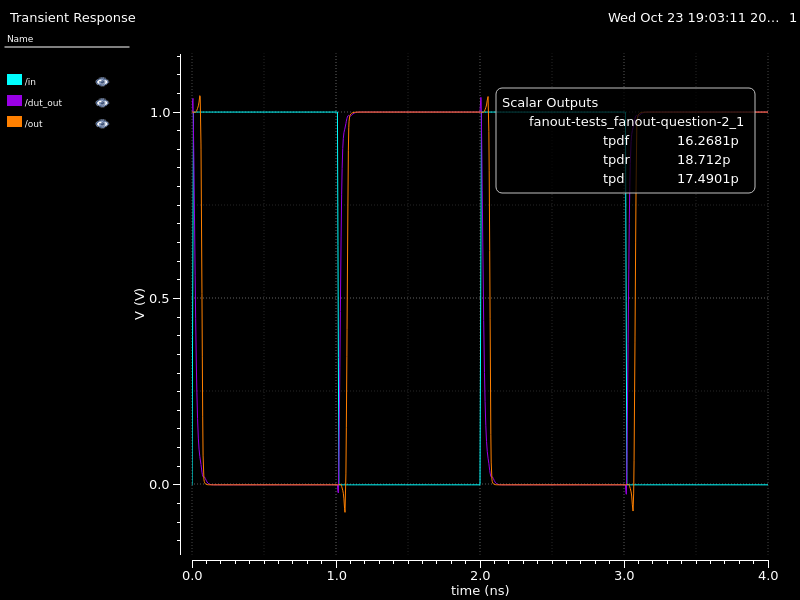 Transient Response
Wed Oct 23 19:03:11 20... 1
Name
/in
/dut_out
/out
Scalar Outputs
fanout-tests_fanout-question-2_1
tpdf 16.2681p
tpdr 18.712p
tpd 17.4901p
V (V)
1.0
0.5
0.0
0.0 1.0 2.0 3.0 4.0
time (ns)